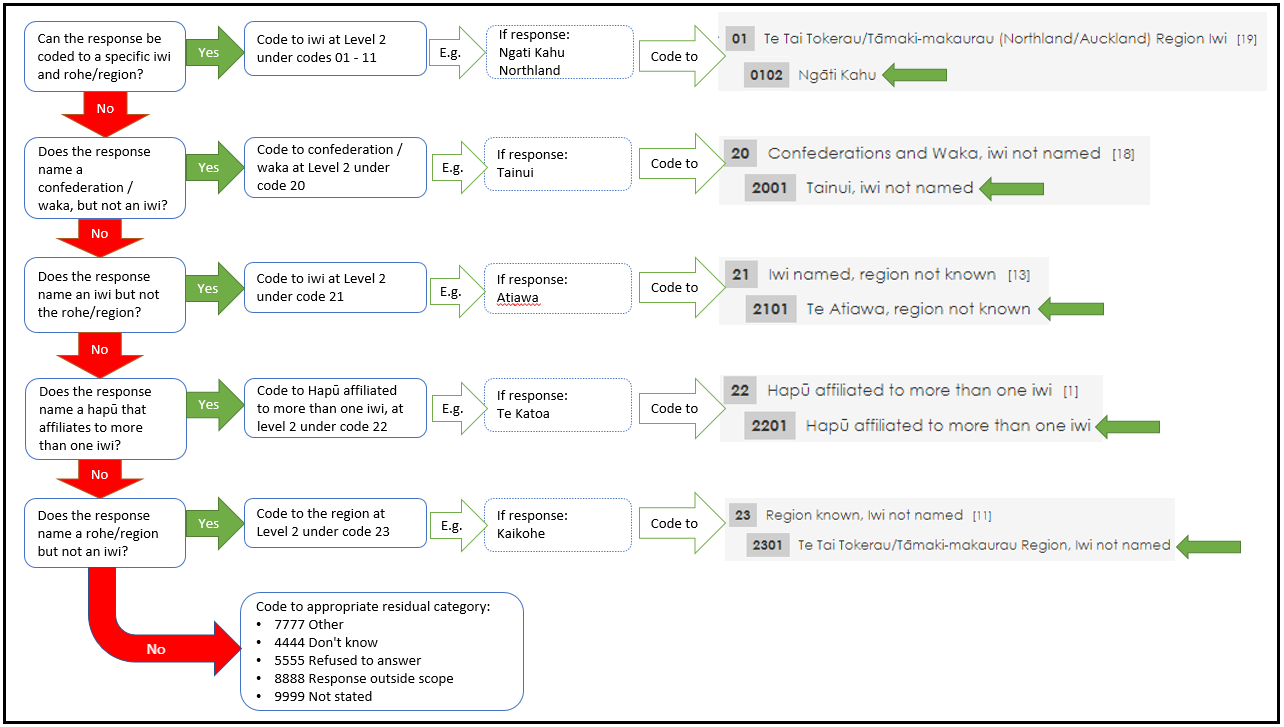 Can the response be
coded to a specific iwi
and rohe/region?
Yes
Code to iwi at Level 2
under codes 01 - 11
E.g.
If response:
Ngati Kahu
Northland
Code to
01 Te Tai Tokerau/Tāmaki-makaurau (Northland/Auckland) Region Iwi [19]
0102 Ngāti Kahu
No
Does the response
name a
confederation /
waka, but not an iwi?
Yes
Code to confederation /
waka at Level 2 under
code 20
E.g.
If response:
Tainui
Code to
20 Confederations and Waka, iwi not named [18]
2001 Tainui, iwi not named
No
Does the response
name an iwi but not
the rohe/region?
Yes
Code to iwi at Level 2
under code 21
E.g.
If response:
Atiawa
Code to
21 Iwi named, region not known [13]
2101 Te Atiawa, region not known
No
Does the response
name a hapū that
affiliates to more
than one iwi?
Yes
Code to Hapū affiliated
to more than one iwi, at
level 2 under code 22
E.g.
If response:
Te Katoa
Code to
22 Hapū affiliated to more than one iwi [1]
2201 Hapū affiliated to more than one iwi
No
Does the response
name a rohe/region
but not an iwi?
Yes
Code to the region at
Level 2 under code 23
E.g.
If response:
Kaikohe
Code to
23 Region known, Iwi not named [11]
2301 Te Tai Tokerau/Tāmaki-makaurau Region, Iwi not named
No
Code to appropriate residual category:
• 7777 Other
• 4444 Don't know
• 5555 Refused to answer
• 8888 Response outside scope
• 9999 Not stated